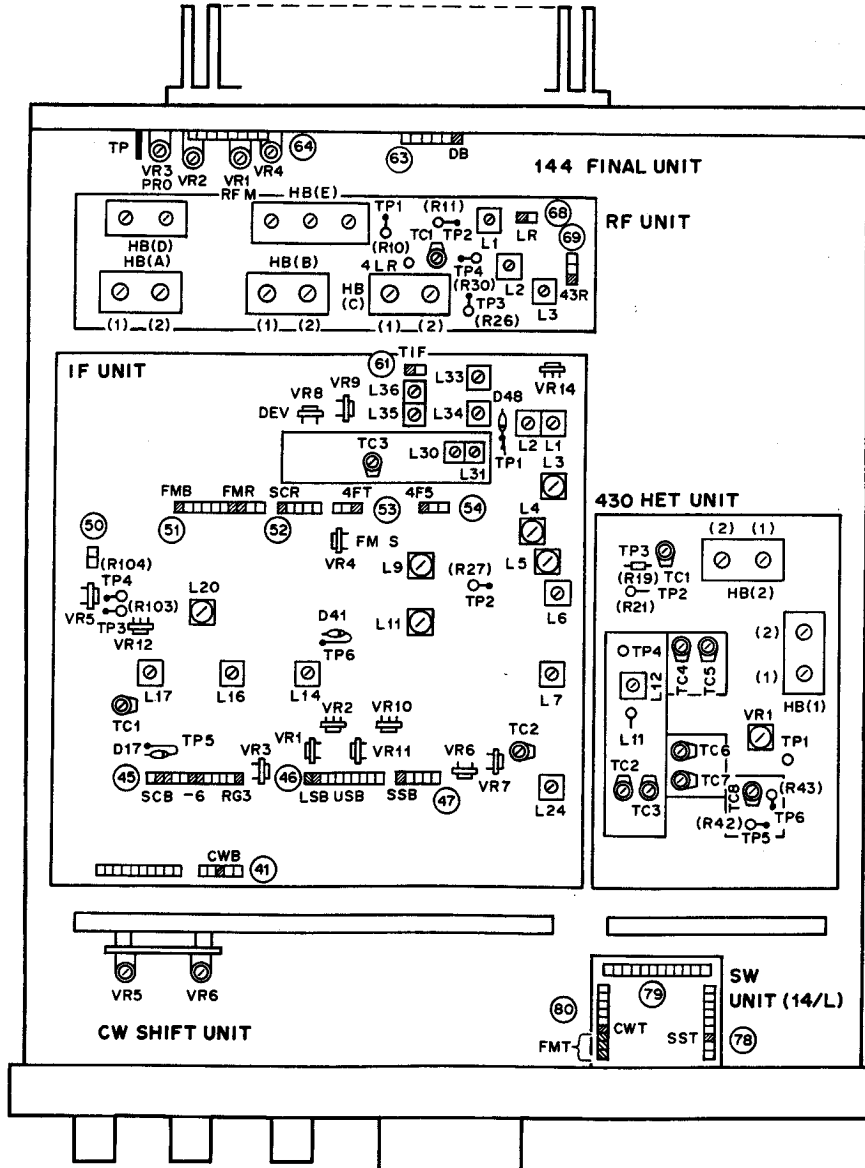 TP
VR3
PRO
VR2
VR1
VR4
64
63
DB
144 FINAL UNIT
RFM
HB(E)
HB(D)
HB(A)
HB(B)
HB
(C)
(1) (2)
(1) (2)
(1) (2)
TP1
(R10)
4LR
(R11)
TC1
TP2
L1
LR
68
69
TP4
(R30)
L2
TP3
(R26)
L3
43R
RF UNIT
IF UNIT
61
TIF
VR8
DEV
VR9
L36
L35
L33
L34
D48
TP1
VR14
L2
L1
L3
TC3
L30
L31
FMB
FMR
SCR
4FT
4F5
51
52
53
54
50
(R104)
TP4
VR5
(R103)
TP3
VR12
L20
VR4
FM S
L9
L11
(R27)
TP2
L4
L5
L6
D41
TP6
L17
L16
L14
L7
TC1
D17
TP5
VR3
VR1
VR2
VR10
VR11
VR6
VR7
TC2
45
SCB
-6
RG3
46
LSB
USB
SSB
47
L24
CWB
41
430 HET UNIT
TP3
(R19)
(R21)
TC1
TP2
(2) (1)
HB(2)
TP4
L12
L11
TC4
TC5
(2)
(1)
HB(1)
VR1
TP1
TC2
TC3
TC6
TC7
TC8
(R43)
TP6
(R42)
TP5
VR5
VR6
CW SHIFT UNIT
SW
UNIT (14/L)
79
80
CWT
FMT
SST
78